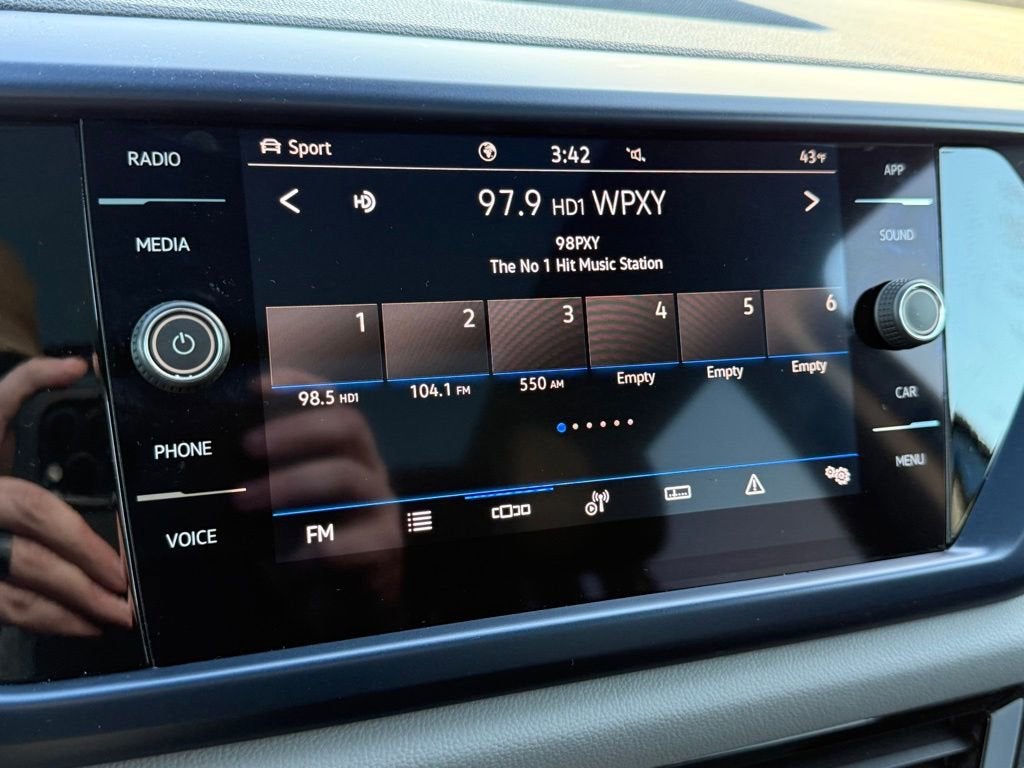 RADIO
MEDIA
PHONE
VOICE
Sport 3:42 43°F
HD 97.9 HD1 WPXY
98PXY
The No 1 Hit Music Station
1 2 3 4 5 6
98.5 HD1 104.1 FM 550 AM Empty Empty Empty
FM
APP
SOUND
CAR
MENU